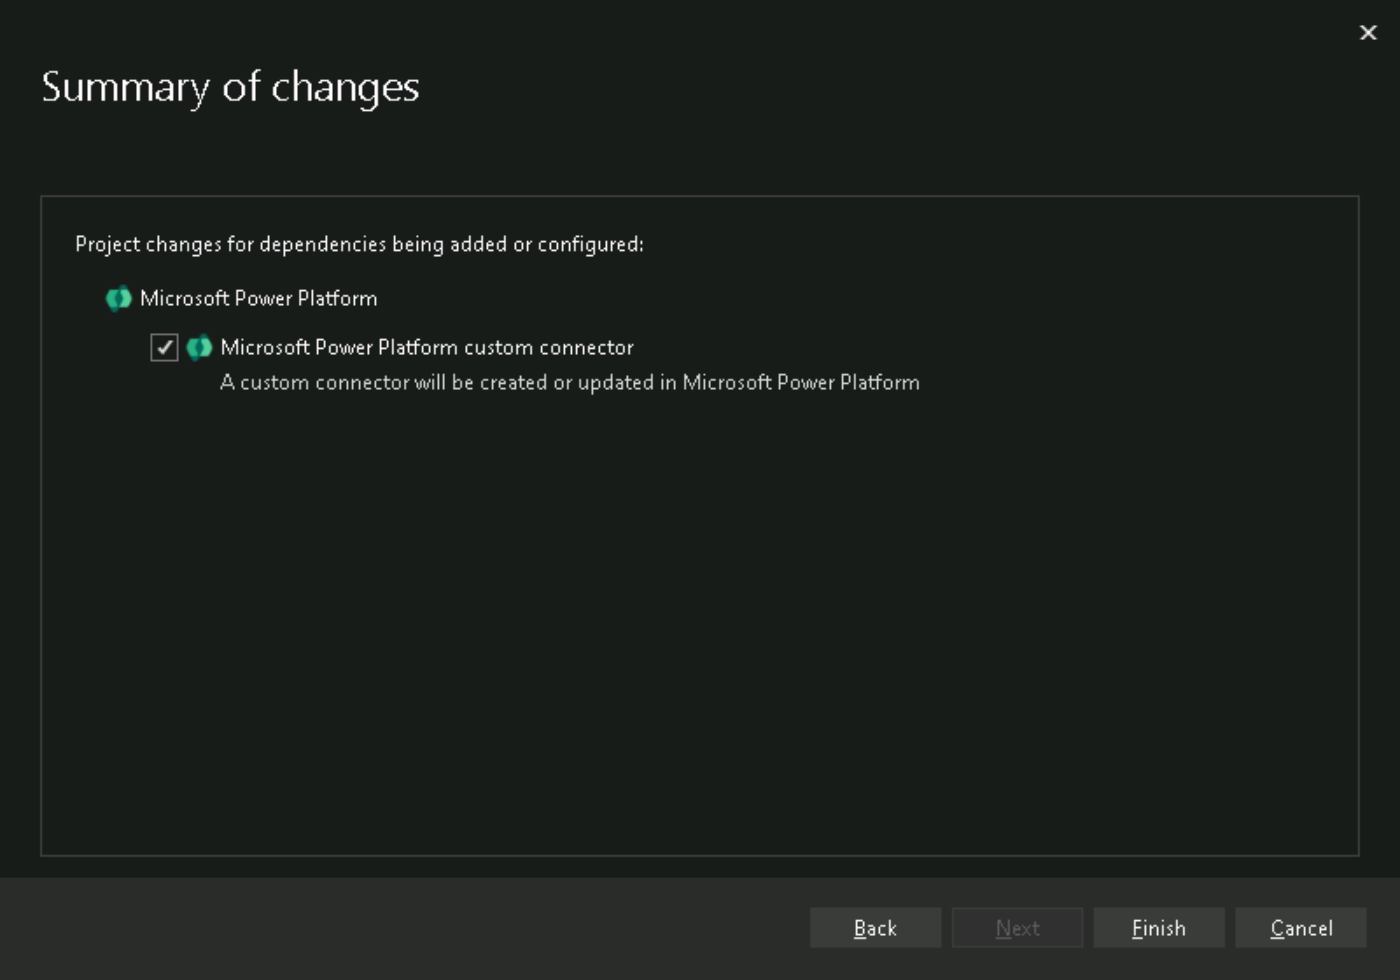 Summary of changes
Project changes for dependencies being added or configured:
Microsoft Power Platform
Microsoft Power Platform custom connector
A custom connector will be created or updated in Microsoft Power Platform
Back
Next
Finish
Cancel